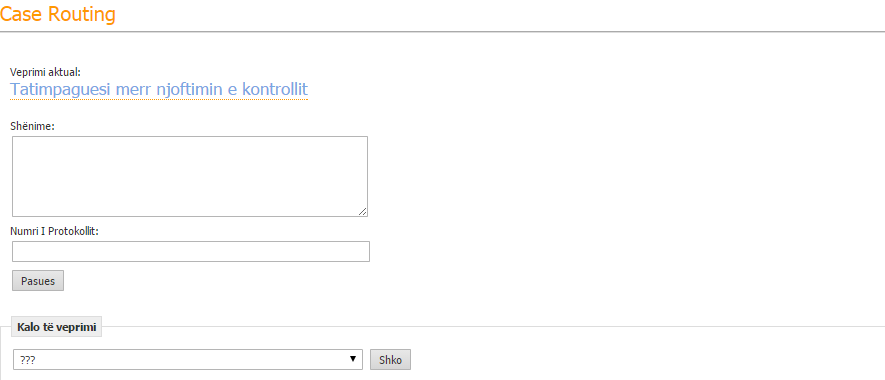 Case Routing
Veprimi aktual:
Tatimpaguesi merr njoftimin e kontrollit
Shënime:
Numri I Protokollit:
Pasues
Kalo të veprimi
??? Shko